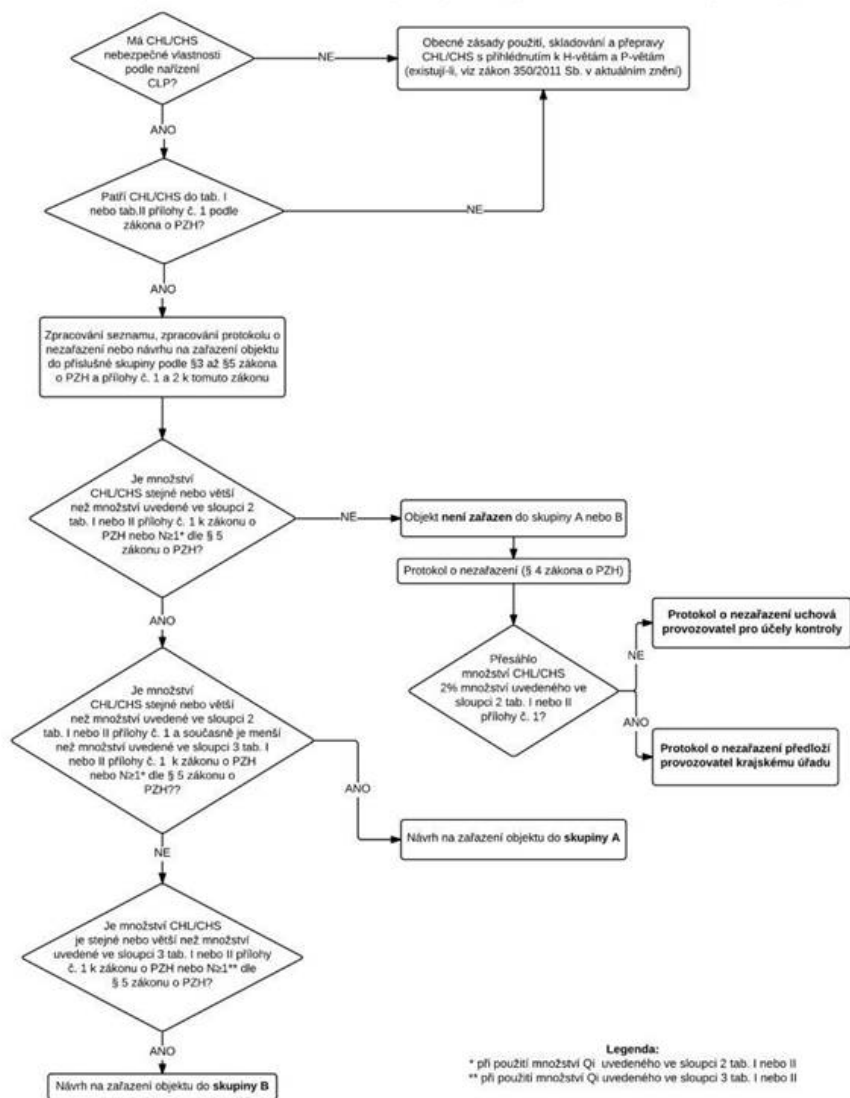 Má CHL/CHS
nebezpečné vlastnosti
podle nařízení
CLP?
NE
Obecné zásady použití, skladování a přepravy
CHL/CHS s přihlédnutím k H-větám a P-větám
(existují-li, viz zákon 350/2011 Sb. v aktuálním znění)
ANO
Patří CHL/CHS do tab. I
nebo tab.II přílohy č. 1 podle
zákona o PZH?
NE
ANO
Zpracování seznamu, zpracování protokolu o
nezařazení nebo návrhu na zařazení objektu
do příslušné skupiny podle §3 až §5 zákona
o PZH a přílohy č. 1 a 2 k tomuto zákonu
Je množství
CHL/CHS stejné nebo větší
než množství uvedené ve sloupci 2
tab. I nebo II přílohy č. 1 k zákonu o
PZH nebo N≥1* dle § 5
zákonu o PZH?
NE
Objekt není zařazen do skupiny A nebo B
Protokol o nezařazení (§ 4 zákona o PZH)
Přesáhlo
množství CHL/CHS
2% množství uvedeného ve
sloupci 2 tab. I nebo II
přílohy č. 1?
NE
Protokol o nezařazení uchová
provozovatel pro účely kontroly
ANO
Protokol o nezařazení předloží
provozovatel krajskému úřadu
ANO
Je množství
CHL/CHS stejné nebo větší
než množství uvedené ve sloupci 2
tab. I nebo II přílohy č. 1 a současně je menší
než množství uvedené ve sloupci 3 tab. I
nebo II přílohy č. 1 k zákonu o PZH
nebo N≥1* dle § 5 zákonu o
PZH??
ANO
Návrh na zařazení objektu do skupiny A
NE
Je množství CHL/CHS
je stejné nebo větší než množství
uvedené ve sloupci 3 tab. I nebo II přílohy
č. 1 k zákonu o PZH nebo N≥1** dle
§ 5 zákonu o PZH?
ANO
Návrh na zařazení objektu do skupiny B
Legenda:
* při použití množství Qi uvedeného ve sloupci 2 tab. I nebo II
** při použití množství Qi uvedeného ve sloupci 3 tab. I nebo II